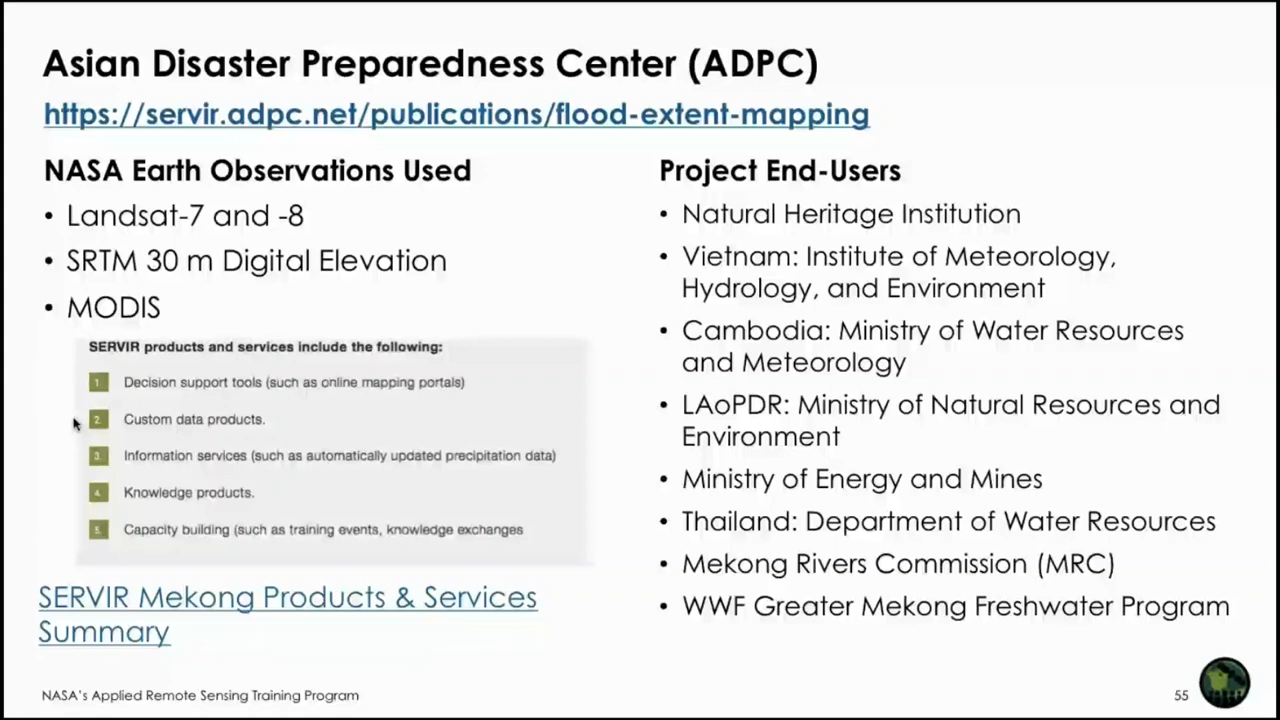 Asian Disaster Preparedness Center (ADPC)
https://servir.adpc.net/publications/flood-extent-mapping
NASA Earth Observations Used
• Landsat-7 and -8
• SRTM 30 m Digital Elevation
• MODIS
SERVIR products and services include the following:
1. Decision support tools (such as online mapping portals)
2. Custom data products.
3. Information services (such as automatically updated precipitation data)
4. Knowledge products.
5. Capacity building (such as training events, knowledge exchanges
SERVIR Mekong Products & Services
Summary
Project End-Users
• Natural Heritage Institution
• Vietnam: Institute of Meteorology,
Hydrology, and Environment
• Cambodia: Ministry of Water Resources
and Meteorology
• LAoPDR: Ministry of Natural Resources and
Environment
• Ministry of Energy and Mines
• Thailand: Department of Water Resources
• Mekong Rivers Commission (MRC)
• WWF Greater Mekong Freshwater Program
NASA's Applied Remote Sensing Training Program
55